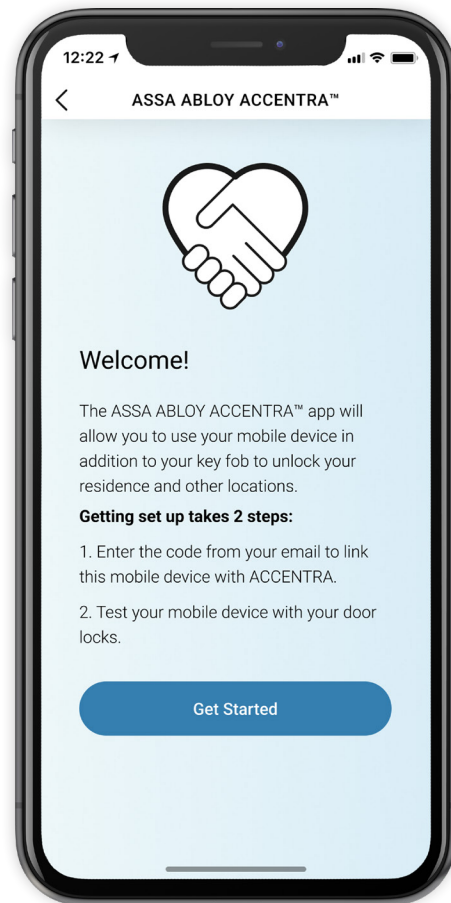 12:22
ASSA ABLOY ACCENTRA™
Welcome!
The ASSA ABLOY ACCENTRA™ app will
allow you to use your mobile device in
addition to your key fob to unlock your
residence and other locations.
Getting set up takes 2 steps:
1. Enter the code from your email to link
this mobile device with ACCENTRA.
2. Test your mobile device with your door
locks.
Get Started